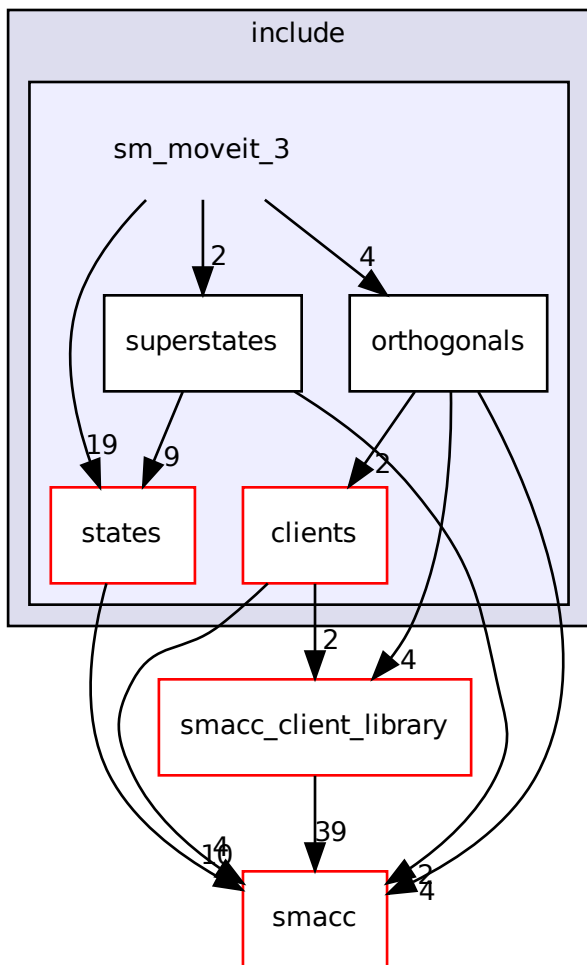 include
sm_moveit_3
2
4
superstates
orthogonals
19
9
2
states
clients
2
4
smacc_client_library
39
4
10
2
4
smacc